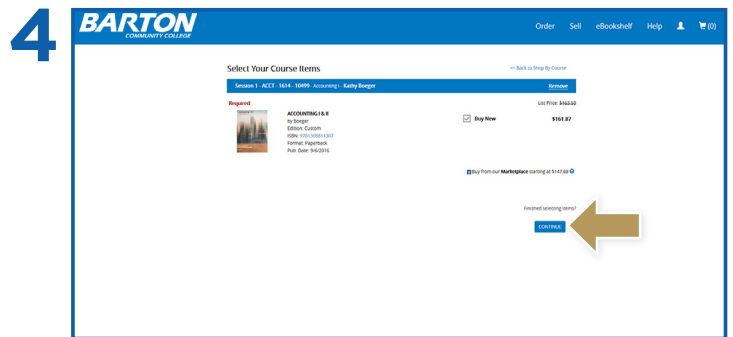 4
BARTON
COMMUNITY COLLEGE
Order Sell eBookshelf Help (0)
Select Your Course Items
<< Back to Shop By Course
Session 1 - ACCT - 1614 - 10499 - Accounting I - Kathy Boeger
Remove
Required
List Price: $163.50
ACCOUNTING I & II
by Boeger
Edition: Custom
Format: Paperback
Pub. Date: 9/6/2016
Buy New $161.87
Buy from our Marketplace starting at $147.68
Finished selecting items?
CONTINUE